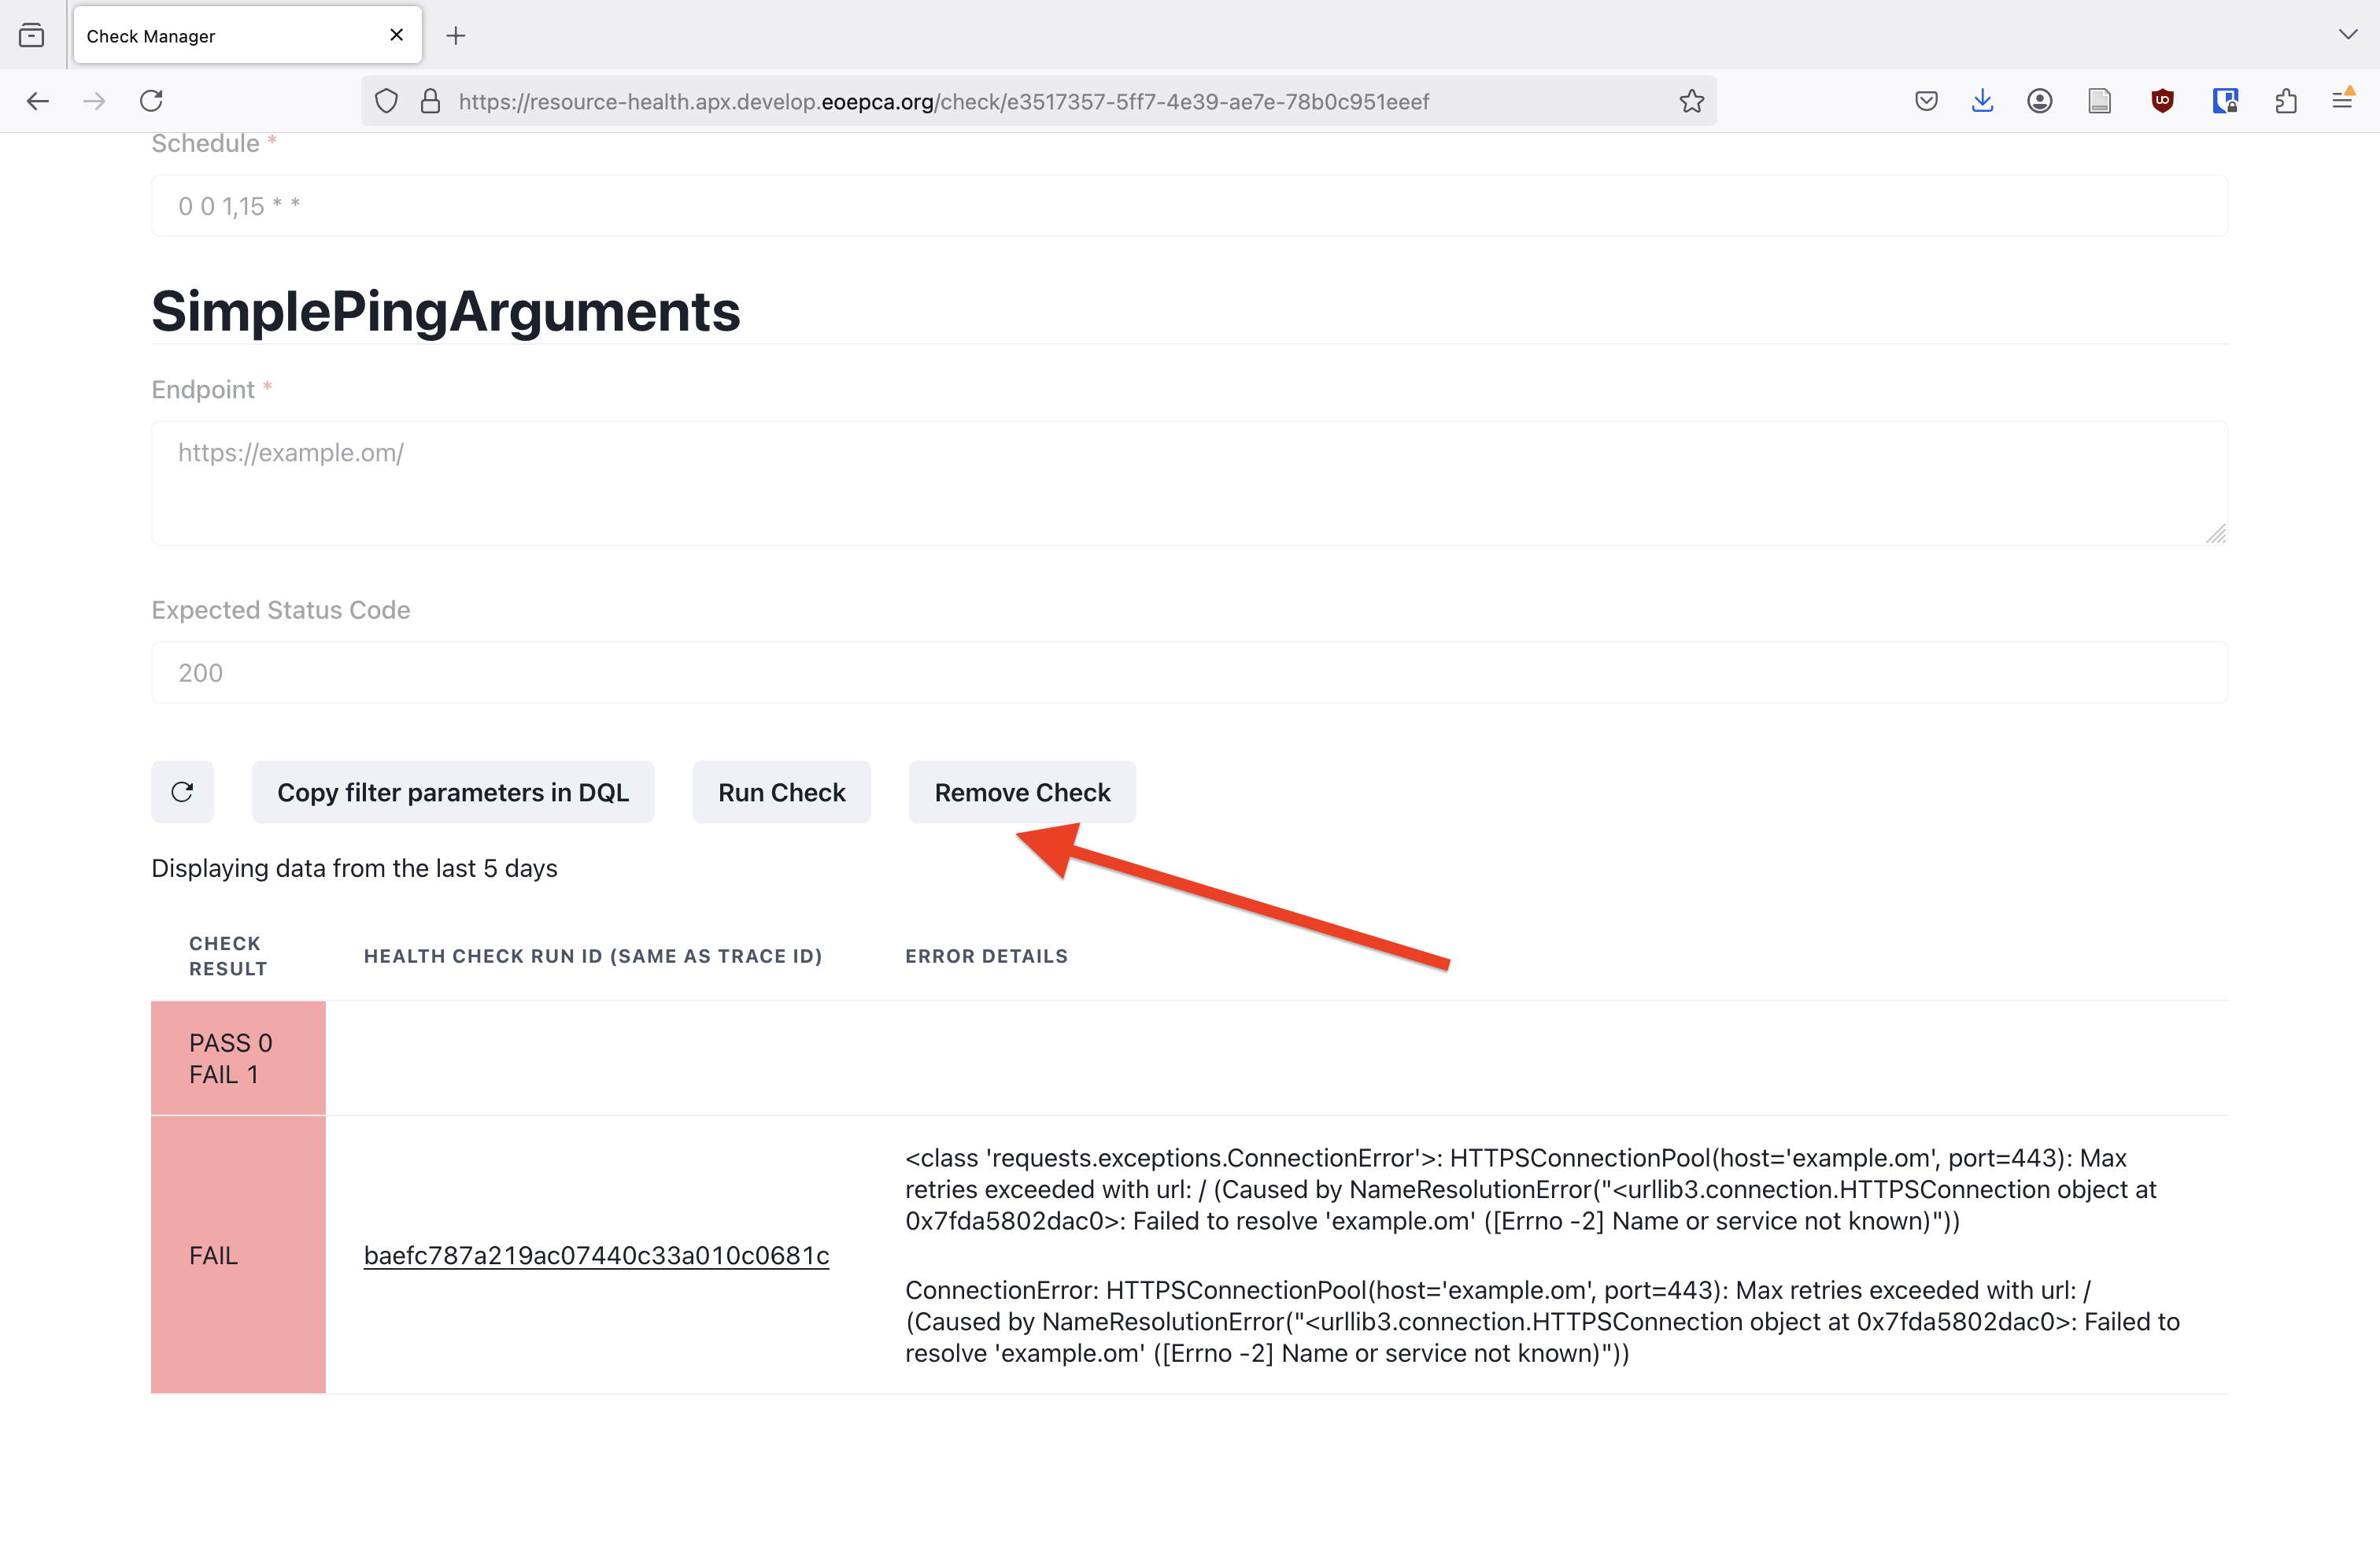 Check Manager
https://resource-health.apx.develop.eoepca.org/check/e3517357-5ff7-4e39-ae7e-78b0c951eeef
Schedule *
0 0 1,15 * *
SimplePingArguments
Endpoint *
https://example.om/
Expected Status Code
200
Copy filter parameters in DQL
Run Check
Remove Check
Displaying data from the last 5 days
CHECK
RESULT
HEALTH CHECK RUN ID (SAME AS TRACE ID)
ERROR DETAILS
PASS 0
FAIL 1
FAIL
baefc787a219ac07440c33a010c0681c
<class 'requests.exceptions.ConnectionError'>: HTTPSConnectionPool(host='example.om', port=443): Max
retries exceeded with url: / (Caused by NameResolutionError("<urllib3.connection.HTTPSConnection object at
0x7fda5802dac0>: Failed to resolve 'example.om' ([Errno -2] Name or service not known)"))
ConnectionError: HTTPSConnectionPool(host='example.om', port=443): Max retries exceeded with url: /
(Caused by NameResolutionError("<urllib3.connection.HTTPSConnection object at 0x7fda5802dac0>: Failed to
resolve 'example.om' ([Errno -2] Name or service not known)"))